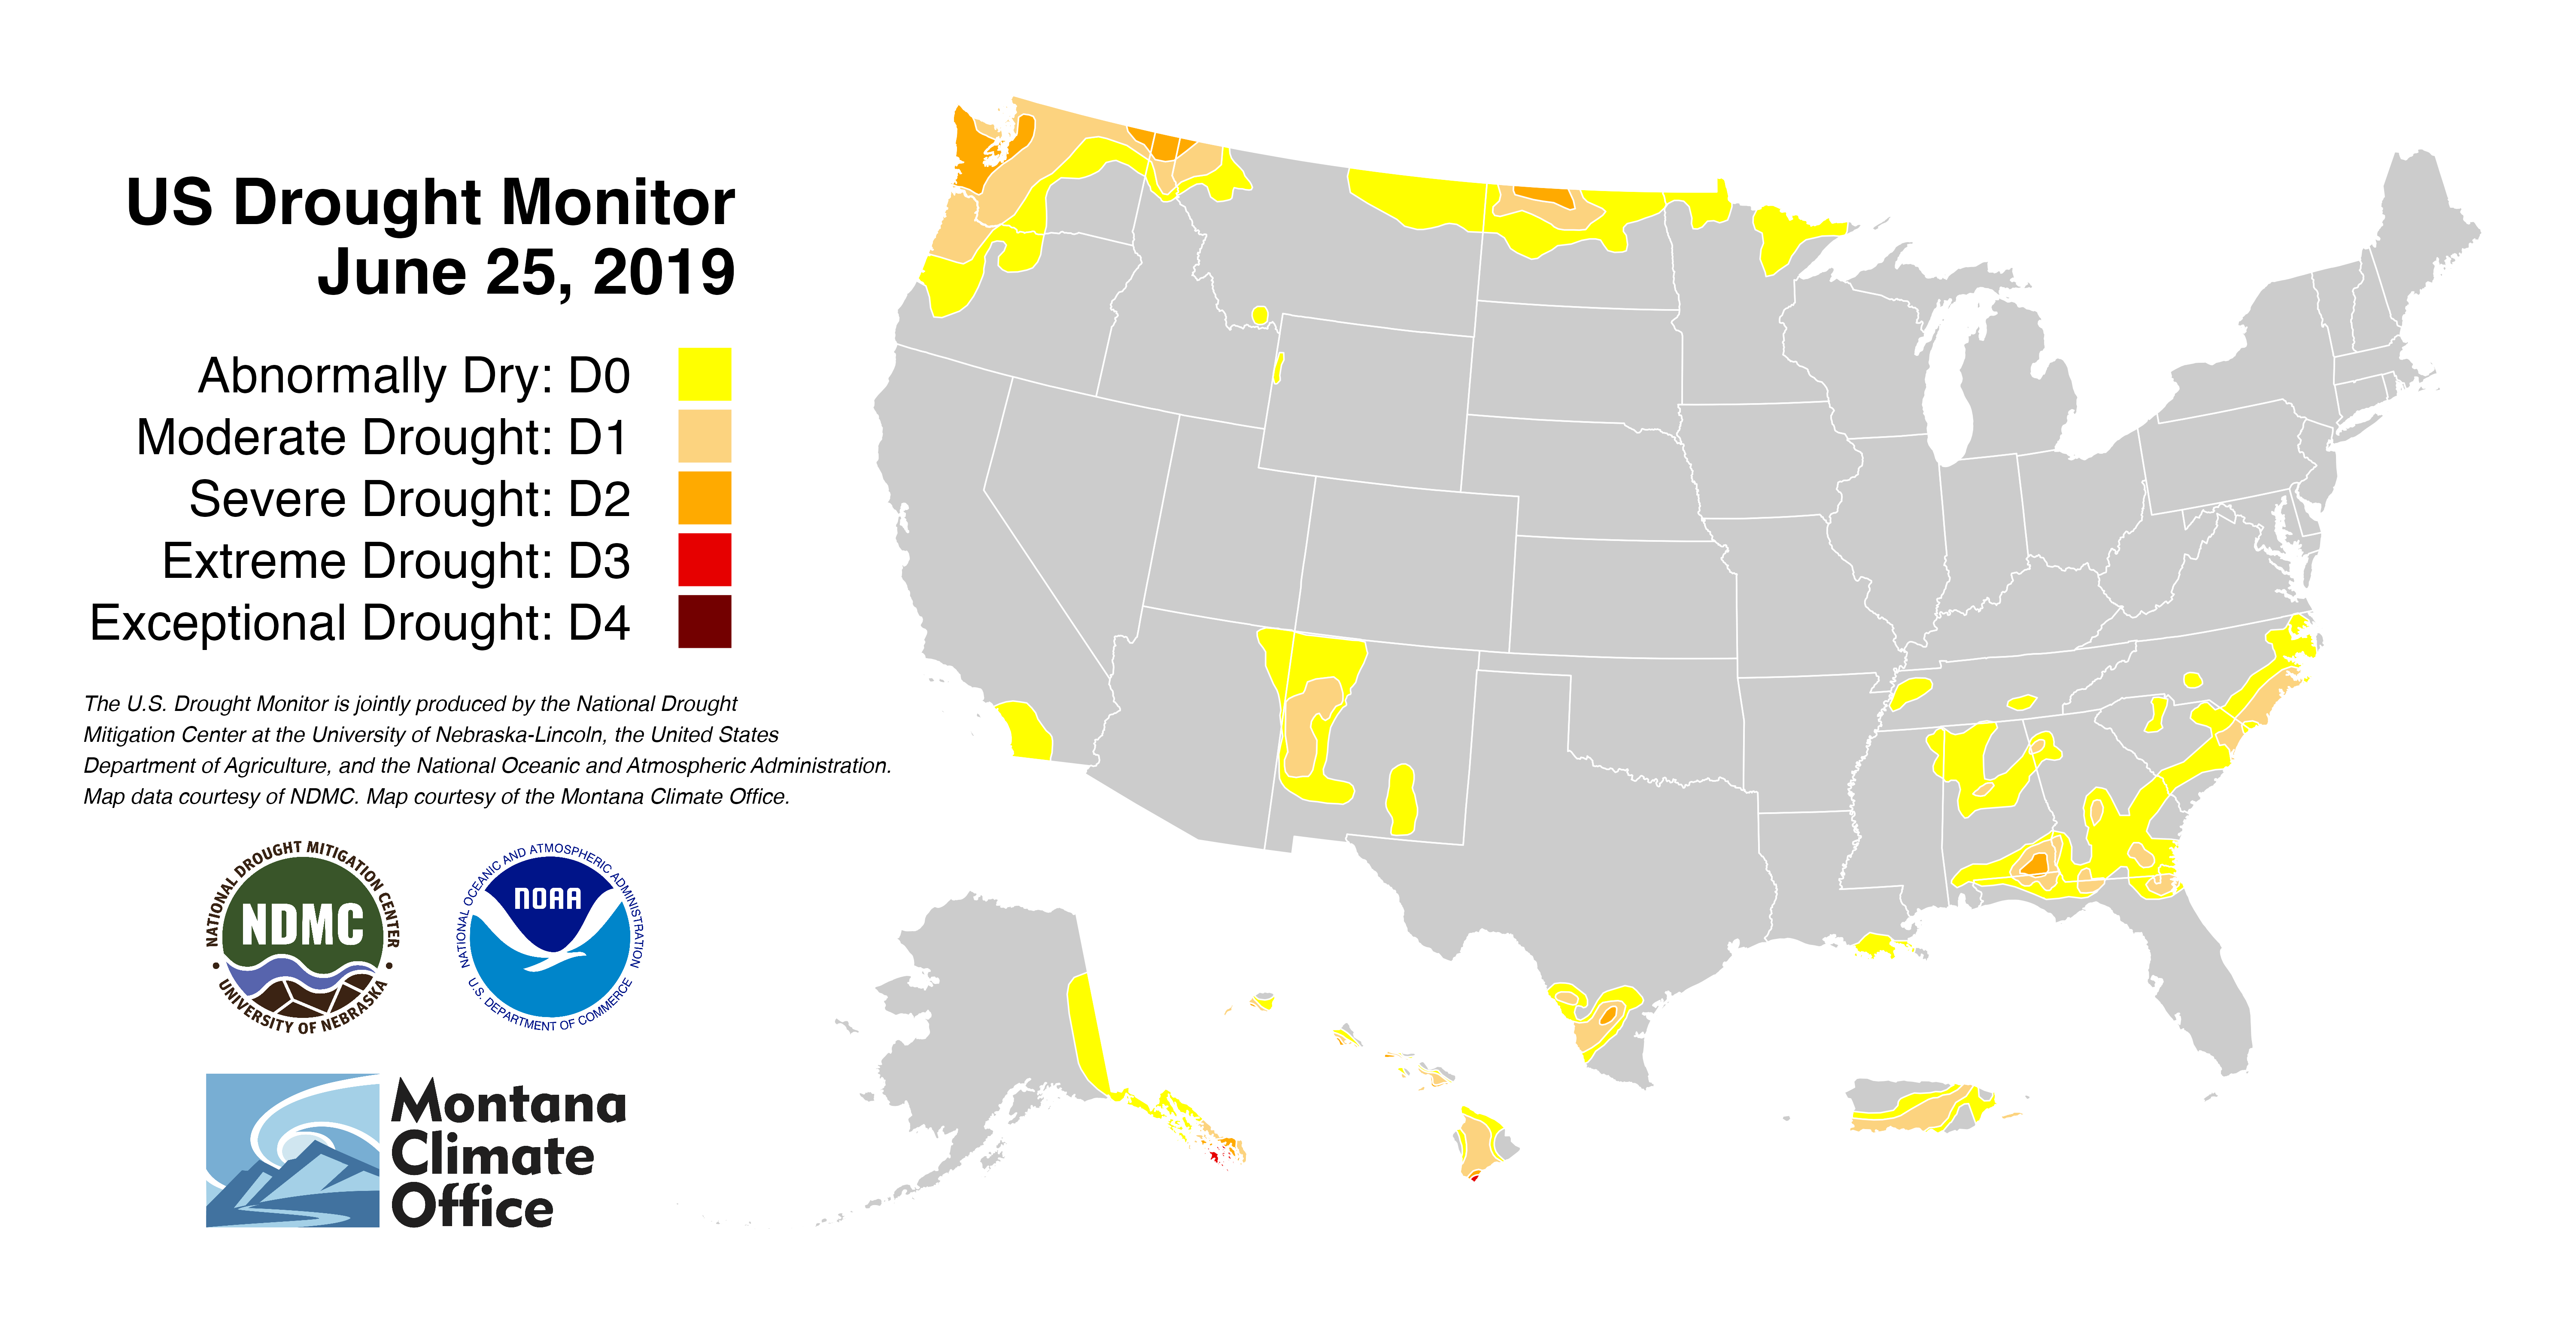 US Drought Monitor
June 25, 2019
Abnormally Dry: D0
Moderate Drought: D1
Severe Drought: D2
Extreme Drought: D3
Exceptional Drought: D4
The U.S. Drought Monitor is jointly produced by the National Drought
Mitigation Center at the University of Nebraska-Lincoln, the United States
Department of Agriculture, and the National Oceanic and Atmospheric Administration.
Map data courtesy of NDMC. Map courtesy of the Montana Climate Office.
NATIONAL DROUGHT MITIGATION CENTER
NDMC
• UNIVERSITY OF NEBRASKA •
NATIONAL OCEANIC AND ATMOSPHERIC ADMINISTRATION
NOAA
U.S. DEPARTMENT OF COMMERCE
Montana
Climate
Office